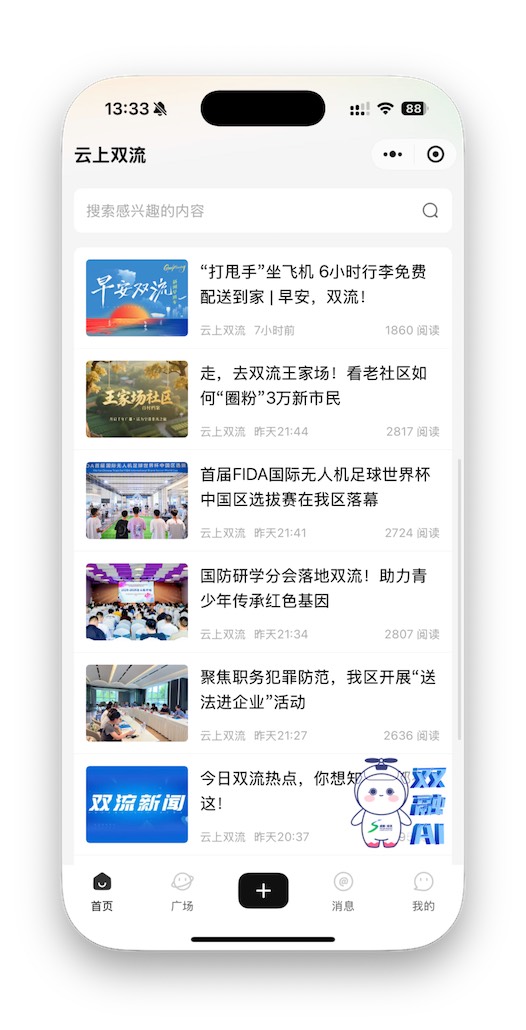 13:33
88
云上双流
搜索感兴趣的内容
早安双流
“打甩手”坐飞机 6小时行李免费
配送到家 | 早安，双流！
云上双流 7小时前 1860 阅读
王家场社区
走，去双流王家场！看老社区如
何“圈粉”3万新市民
云上双流 昨天21:44 2817 阅读
首届FIDA国际无人机足球世界杯
中国区选拔赛在我区落幕
云上双流 昨天21:41 2724 阅读
国防研学分会落地双流！助力青
少年传承红色基因
云上双流 昨天21:34 2807 阅读
聚焦职务犯罪防范，我区开展“送
法进企业”活动
云上双流 昨天21:27 2636 阅读
双流新闻
今日双流热点，你想知
这！
云上双流 昨天20:37
双
融
AI
首页 广场 消息 我的